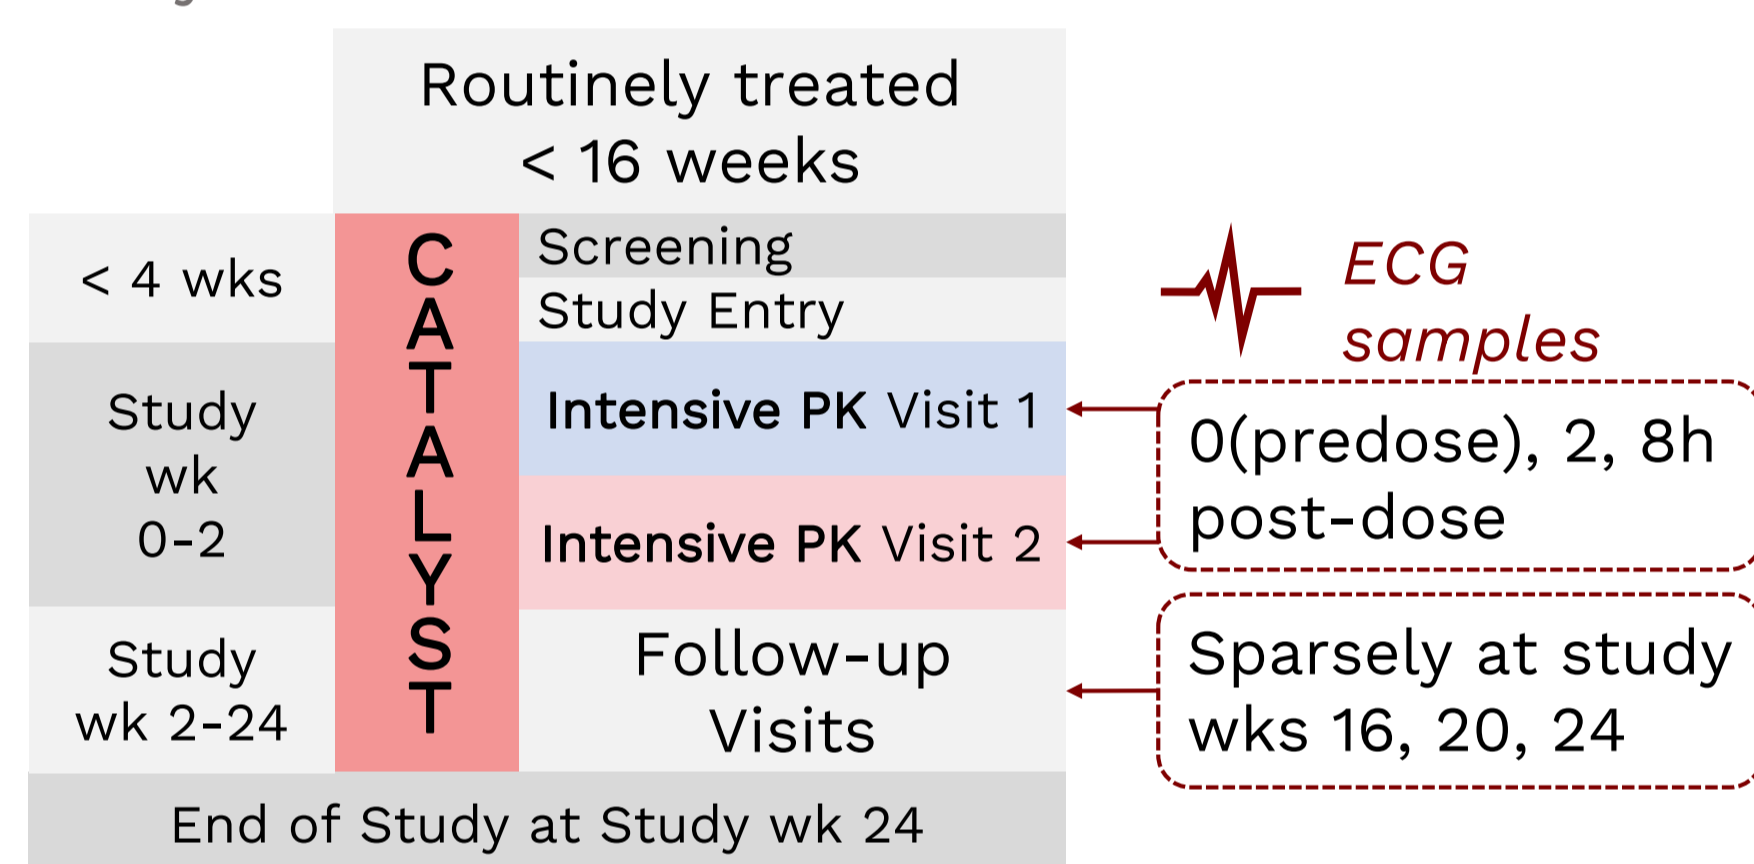 Routinely treated
< 16 weeks
< 4 wks
CATALYST
Screening
Study Entry
Study
wk
0-2
Intensive PK Visit 1
Intensive PK Visit 2
Study
wk 2-24
Follow-up
Visits
End of Study at Study wk 24
ECG
samples
0(predose), 2, 8h
post-dose
Sparsely at study
wks 16, 20, 24